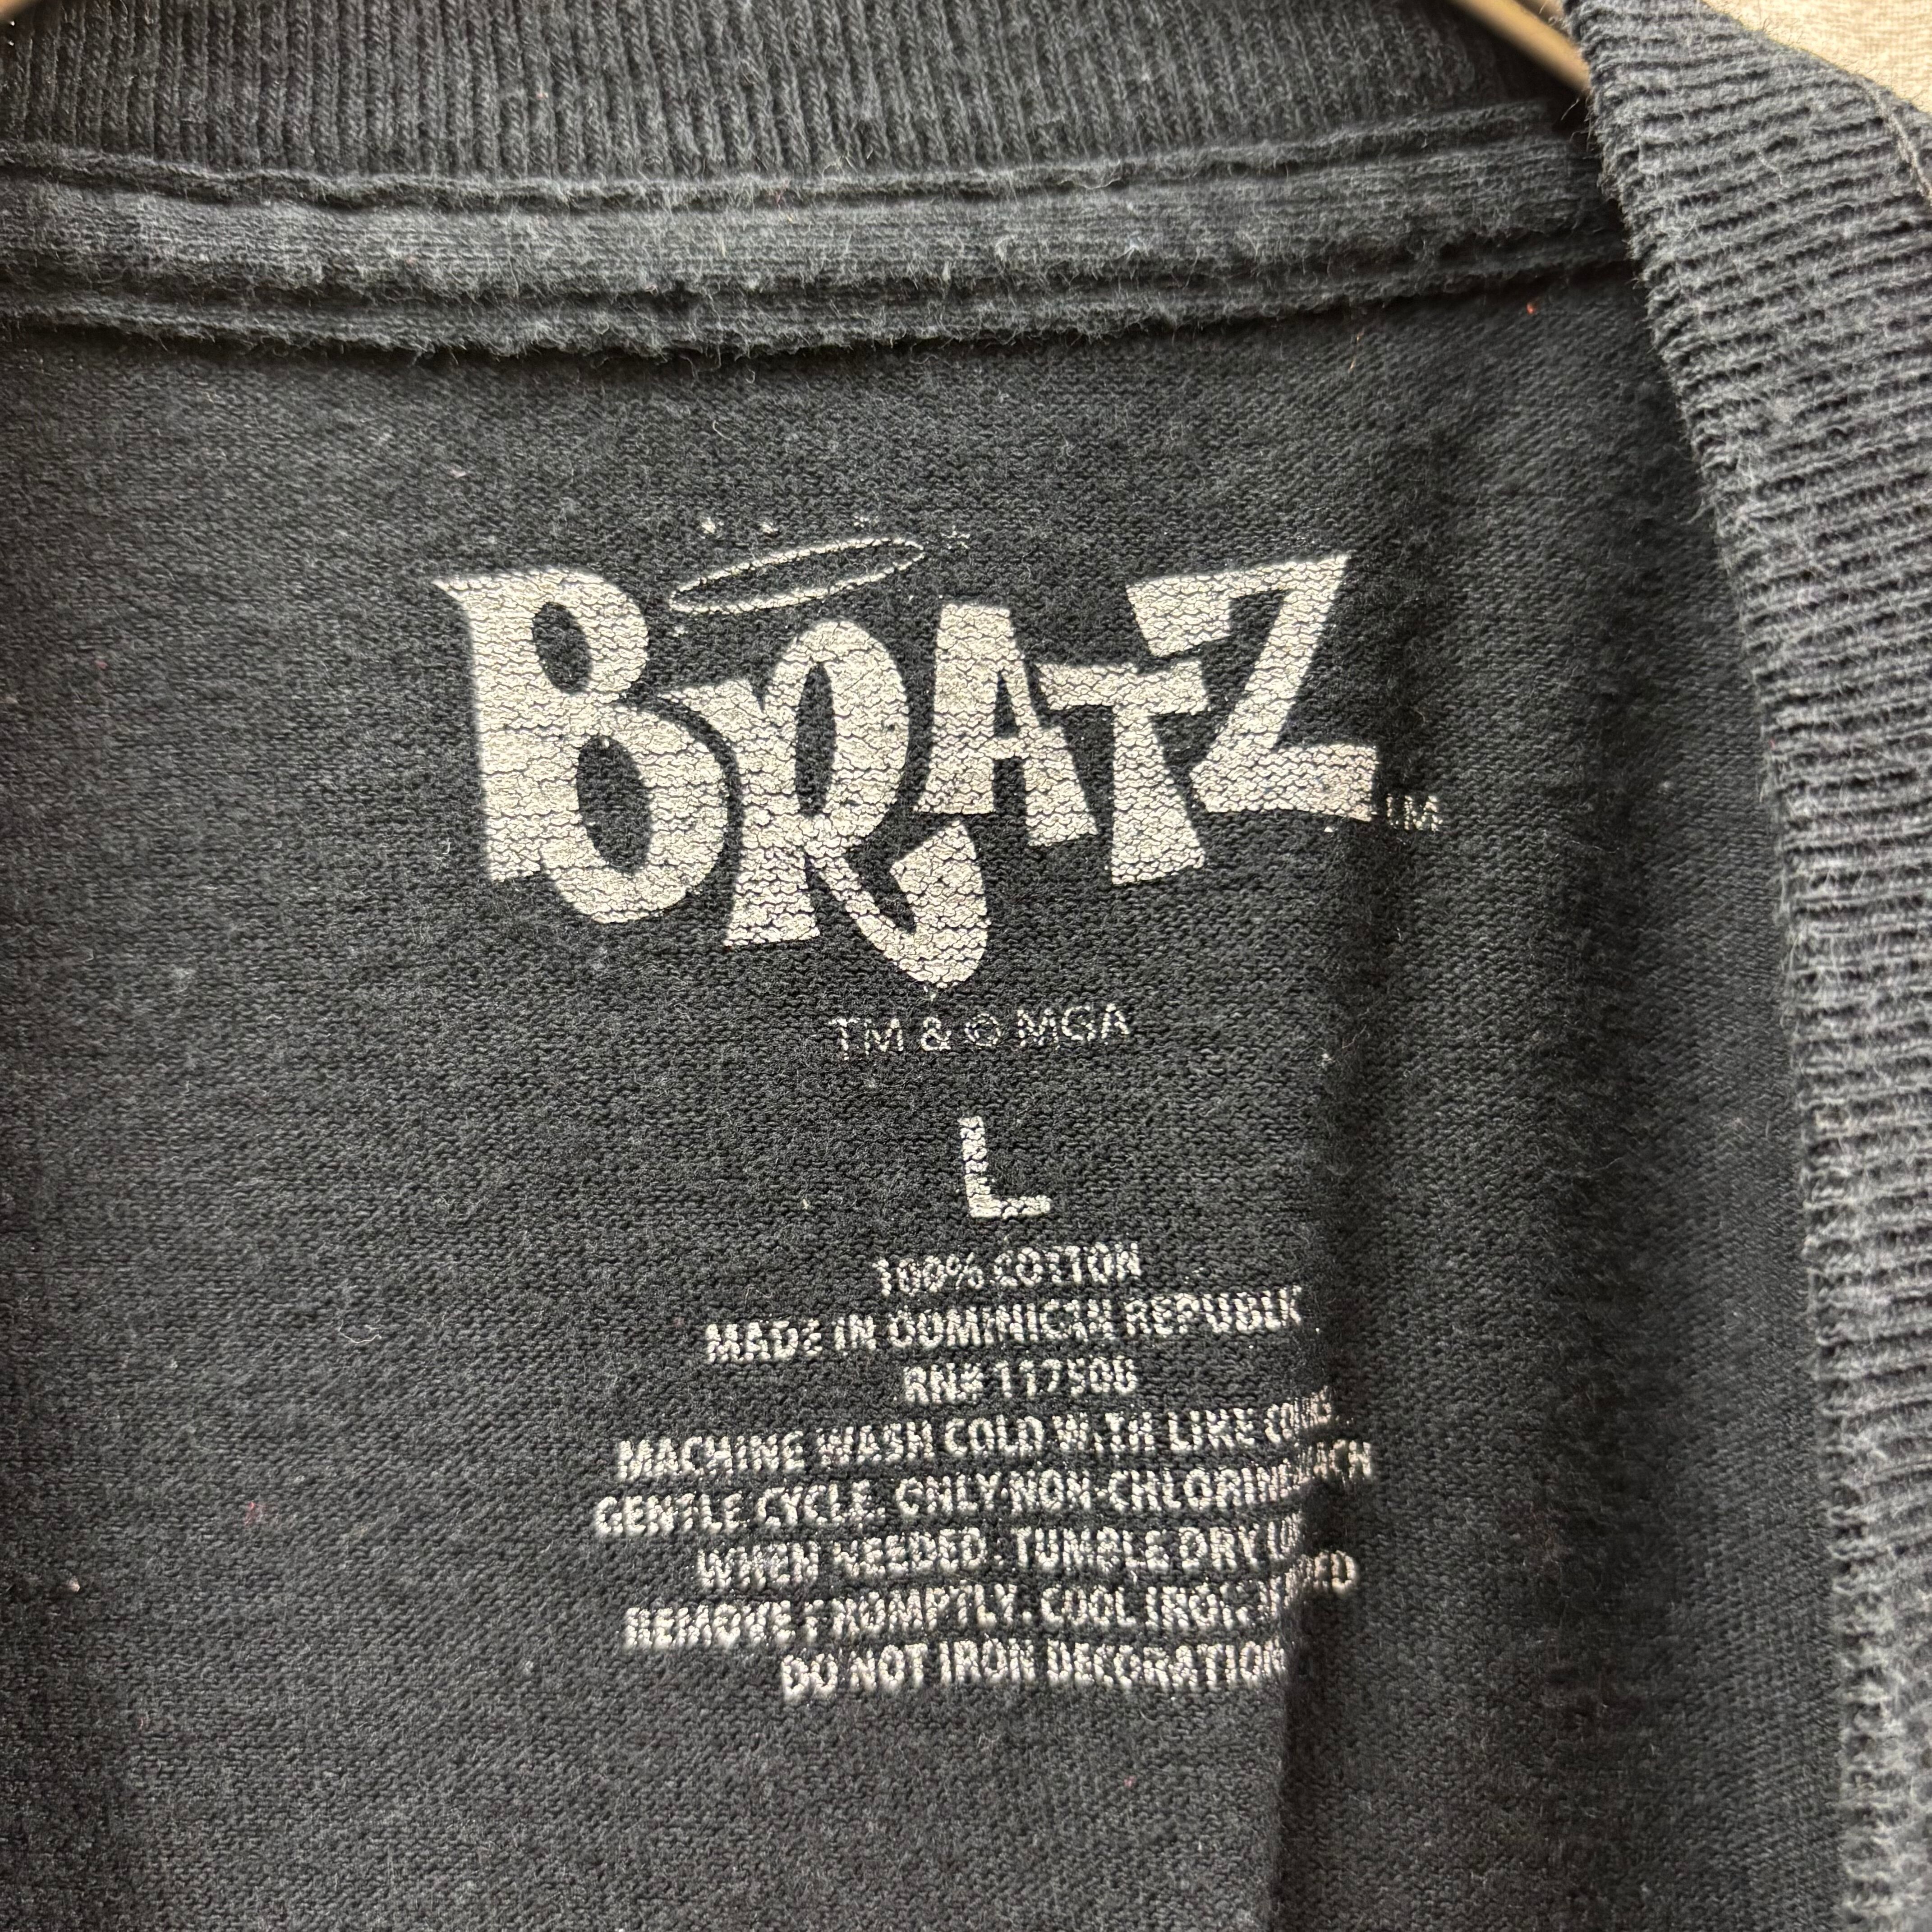 BRATZ
TM
TM & © MGA
L
100% COTTON
MADE IN DOMINICAN REPUBLIC
RN# 117500
MACHINE WASH COLD WITH LIKE
GENTLE CYCLE. ONLY NON-CHLORINE
WHEN NEEDED. TUMBLE DRY
REMOVE PROMPTLY. COOL IRON
DO NOT IRON DECORATION